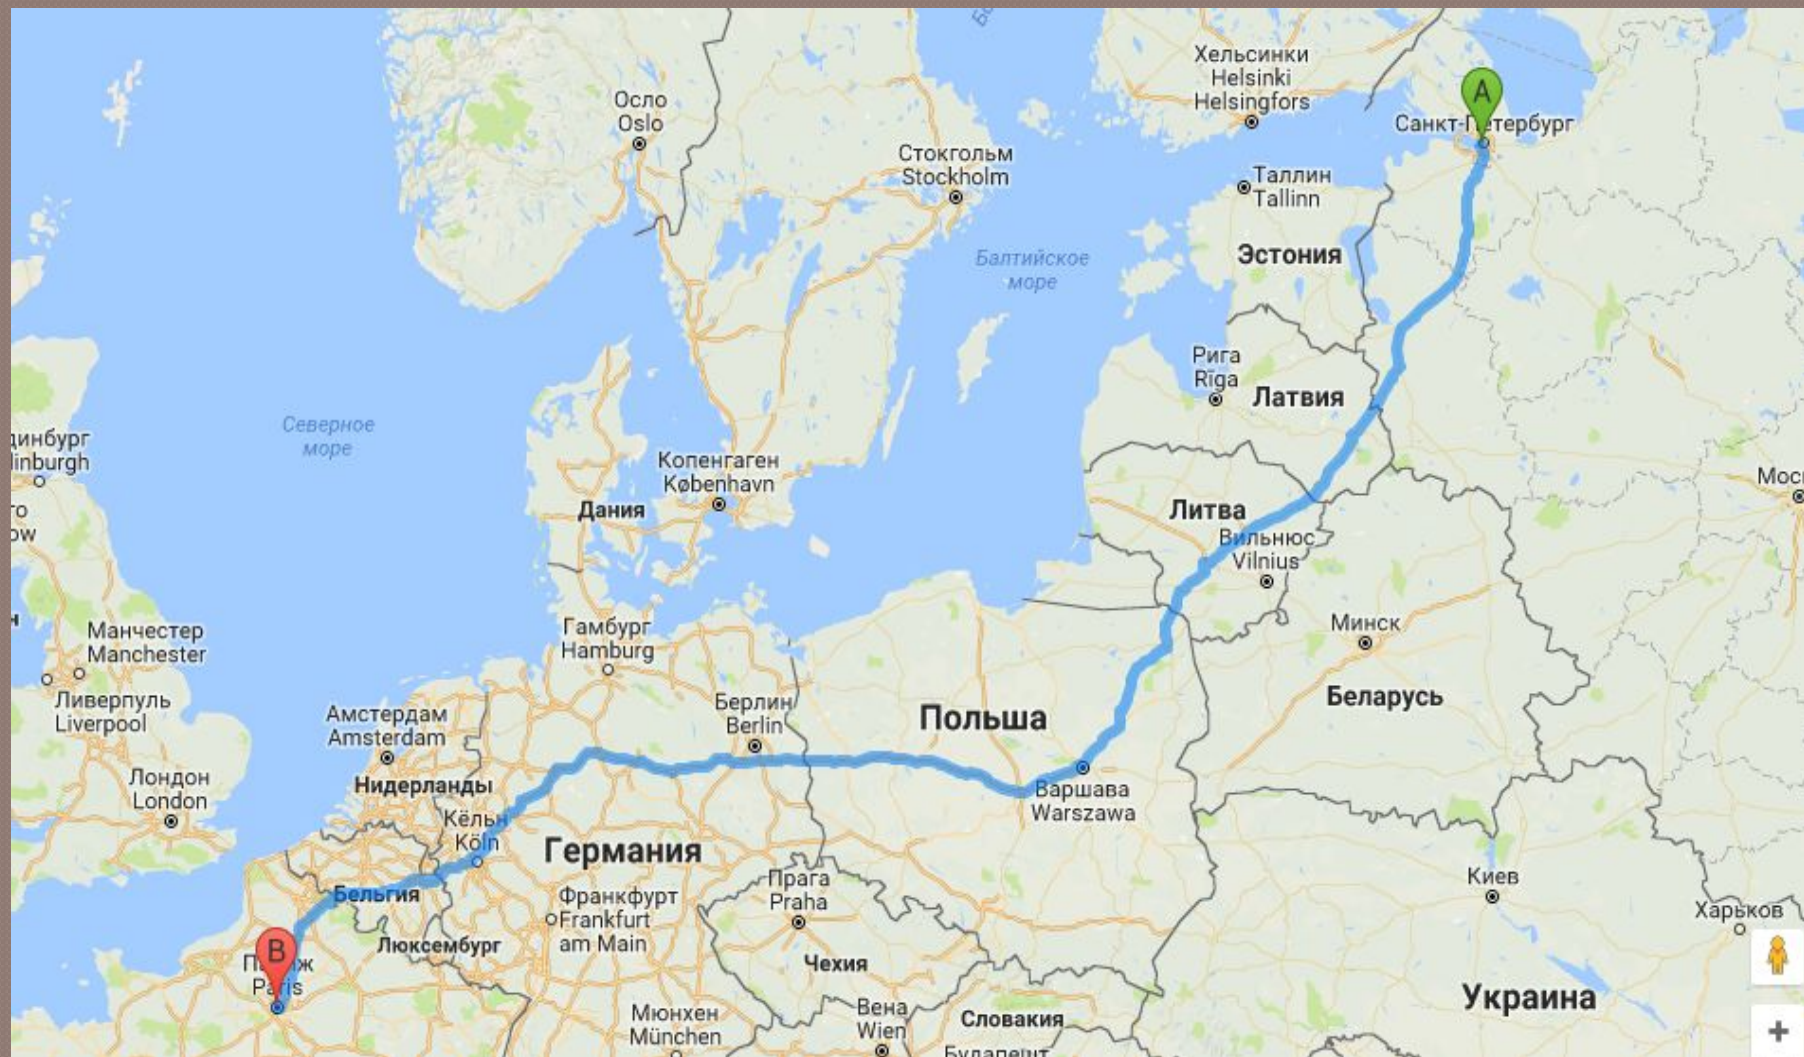 Хельсинки
Helsinki
Helsingfors
A
Санкт-Петербург
Осло
Oslo
Стокгольм
Stockholm
Таллин
Tallinn
Эстония
Балтийское
море
Рига
Rīga
Латвия
Северное
море
динбург
linburgh
Копенгаген
København
Дания
Литва
Вильнюс
Vilnius
Манчестер
Manchester
Ливерпуль
Liverpool
Гамбург
Hamburg
Минск
Беларусь
Амстердам
Amsterdam
Берлин
Berlin
Польша
Нидерланды
Лондон
London
Варшава
Warszawa
Кёльн
Köln
Германия
Бельгия
Прага
Praha
Киев
Франкфурт
Frankfurt
am Main
Харьков
Люксембург
B
Paris
Чехия
Мюнхен
München
Вена
Wien
Словакия
Украина
+